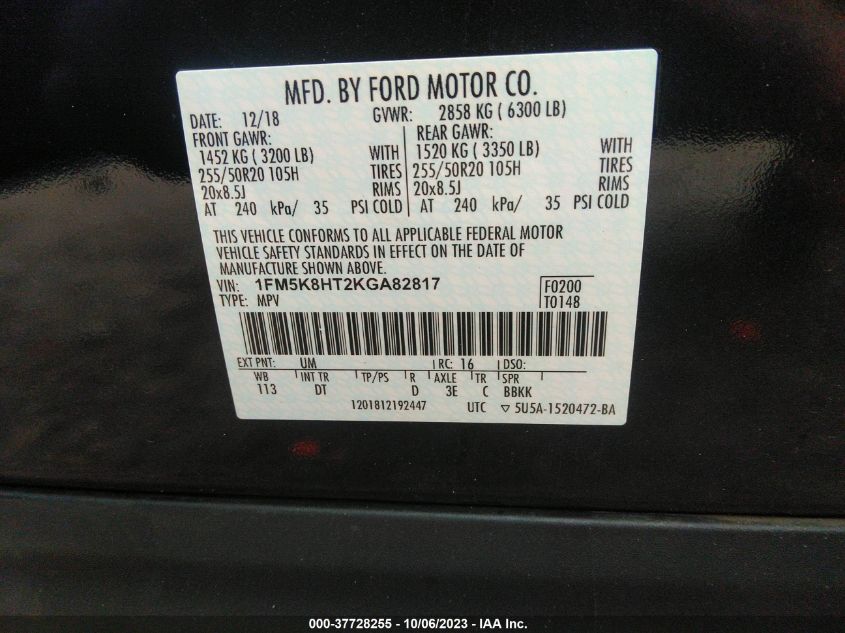 MFD. BY FORD MOTOR CO.
DATE: 12/18 GVWR: 2858 KG ( 6300 LB)
FRONT GAWR: REAR GAWR:
1452 KG ( 3200 LB) WITH 1520 KG ( 3350 LB) WITH
255/50R20 105H TIRES 255/50R20 105H TIRES
20x8.5J RIMS 20x8.5J RIMS
AT 240 kPa/ 35 PSI COLD AT 240 kPa/ 35 PSI COLD
THIS VEHICLE CONFORMS TO ALL APPLICABLE FEDERAL MOTOR
VEHICLE SAFETY STANDARDS IN EFFECT ON THE DATE OF
MANUFACTURE SHOWN ABOVE.
VIN: 1FM5K8HT2KGA82817 F0200
TYPE: MPV T0148
EXT PNT: UM RC: 16 DSO:
WB INT TR TP/PS R AXLE TR SPR
113 DT D 3E C BBKK
1201812192447 UTC ▽ 5U5A-1520472-BA
000-37728255 - 10/06/2023 - IAA Inc.